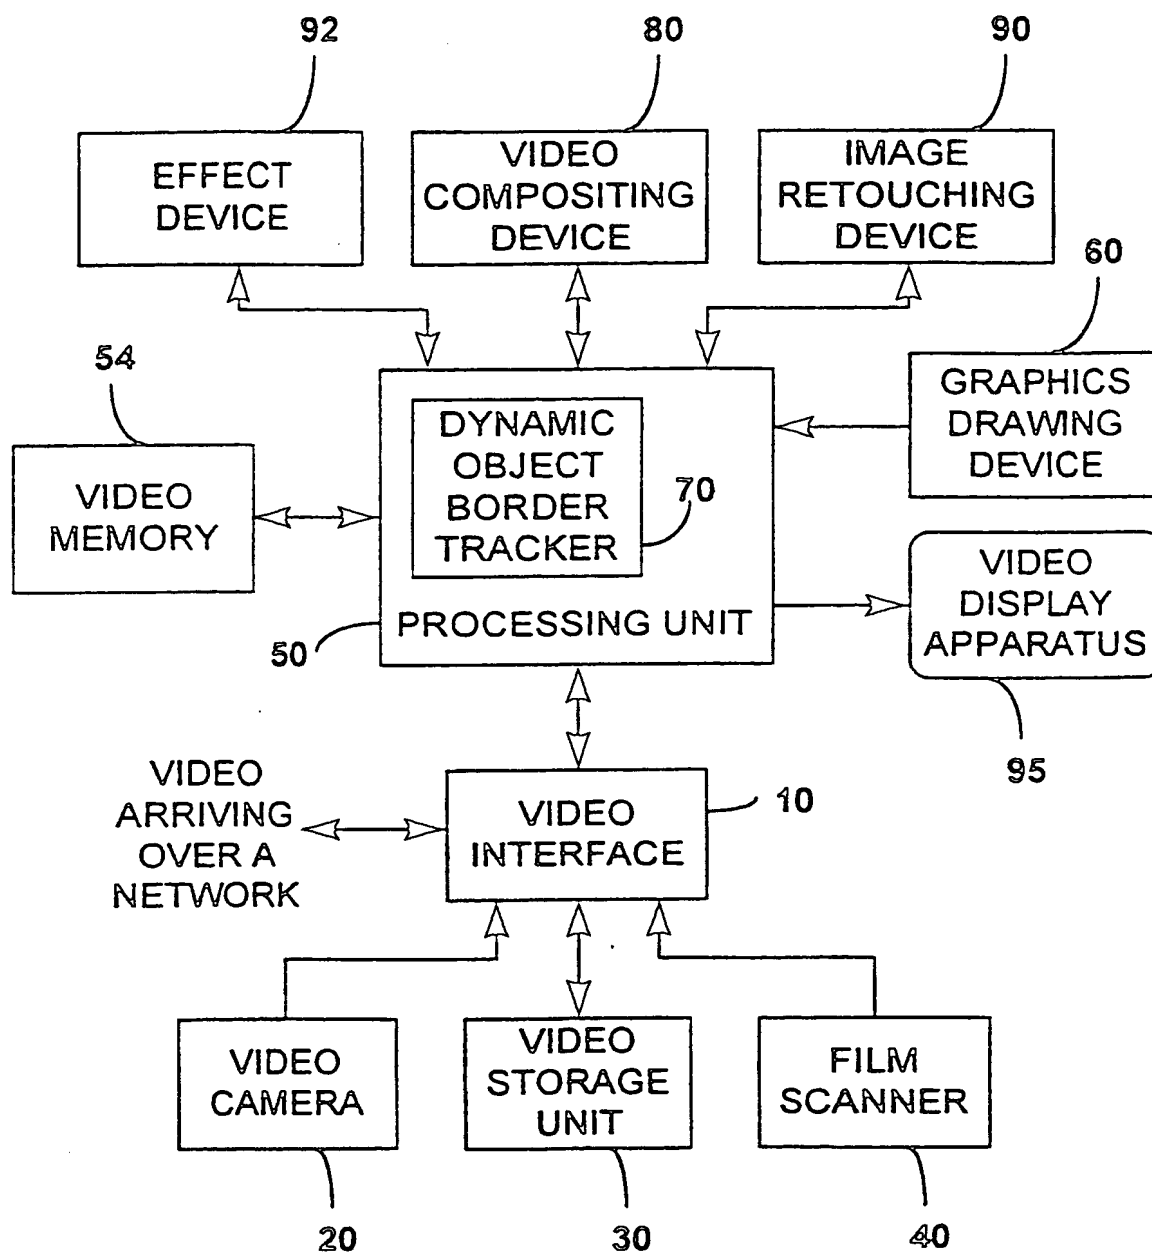 92
80
90
EFFECT
DEVICE
VIDEO
COMPOSITING
DEVICE
IMAGE
RETOUCHING
DEVICE
60
54
GRAPHICS
DRAWING
DEVICE
VIDEO
MEMORY
DYNAMIC
OBJECT
BORDER
TRACKER
70
PROCESSING UNIT
50
VIDEO
DISPLAY
APPARATUS
95
VIDEO
ARRIVING
OVER A
NETWORK
VIDEO
INTERFACE
10
VIDEO
CAMERA
VIDEO
STORAGE
UNIT
FILM
SCANNER
20
30
40